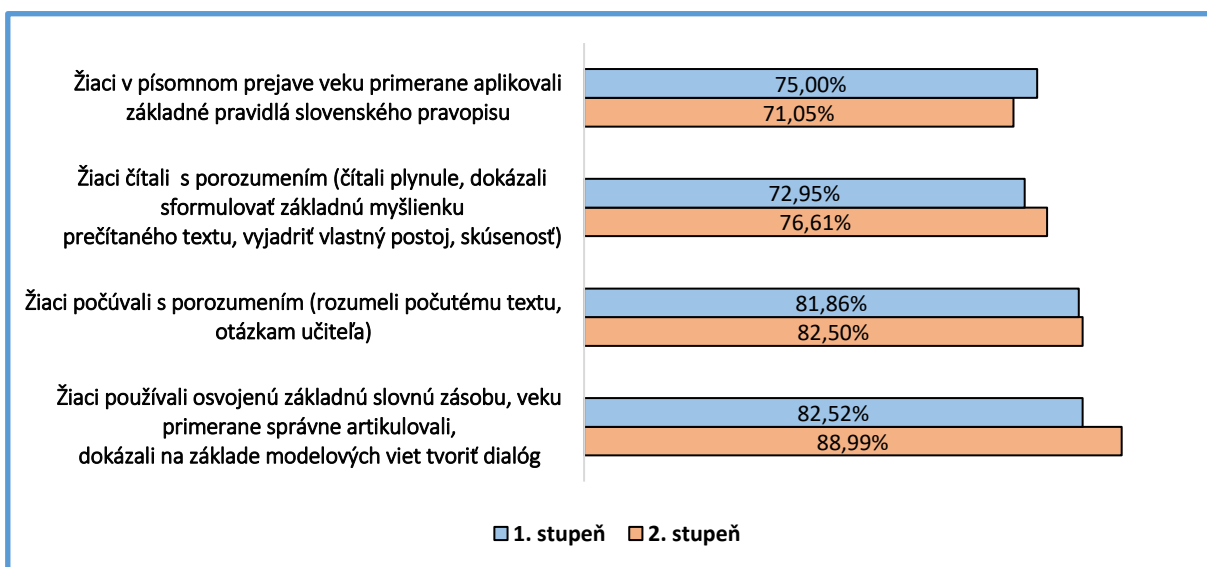 Žiaci v písomnom prejave veku primerane aplikovali
základné pravidlá slovenského pravopisu
75,00%
71,05%
Žiaci čítali  s porozumením (čítali plynule, dokázali
sformulovať základnú myšlienku
prečítaného textu, vyjadriť vlastný postoj, skúsenosť)
72,95%
76,61%
Žiaci počúvali s porozumením (rozumeli počutému textu,
otázkam učiteľa)
81,86%
82,50%
Žiaci používali osvojenú základnú slovnú zásobu, veku
primerane správne artikulovali,
dokázali na základe modelových viet tvoriť dialóg
82,52%
88,99%
1. stupeň 2. stupeň